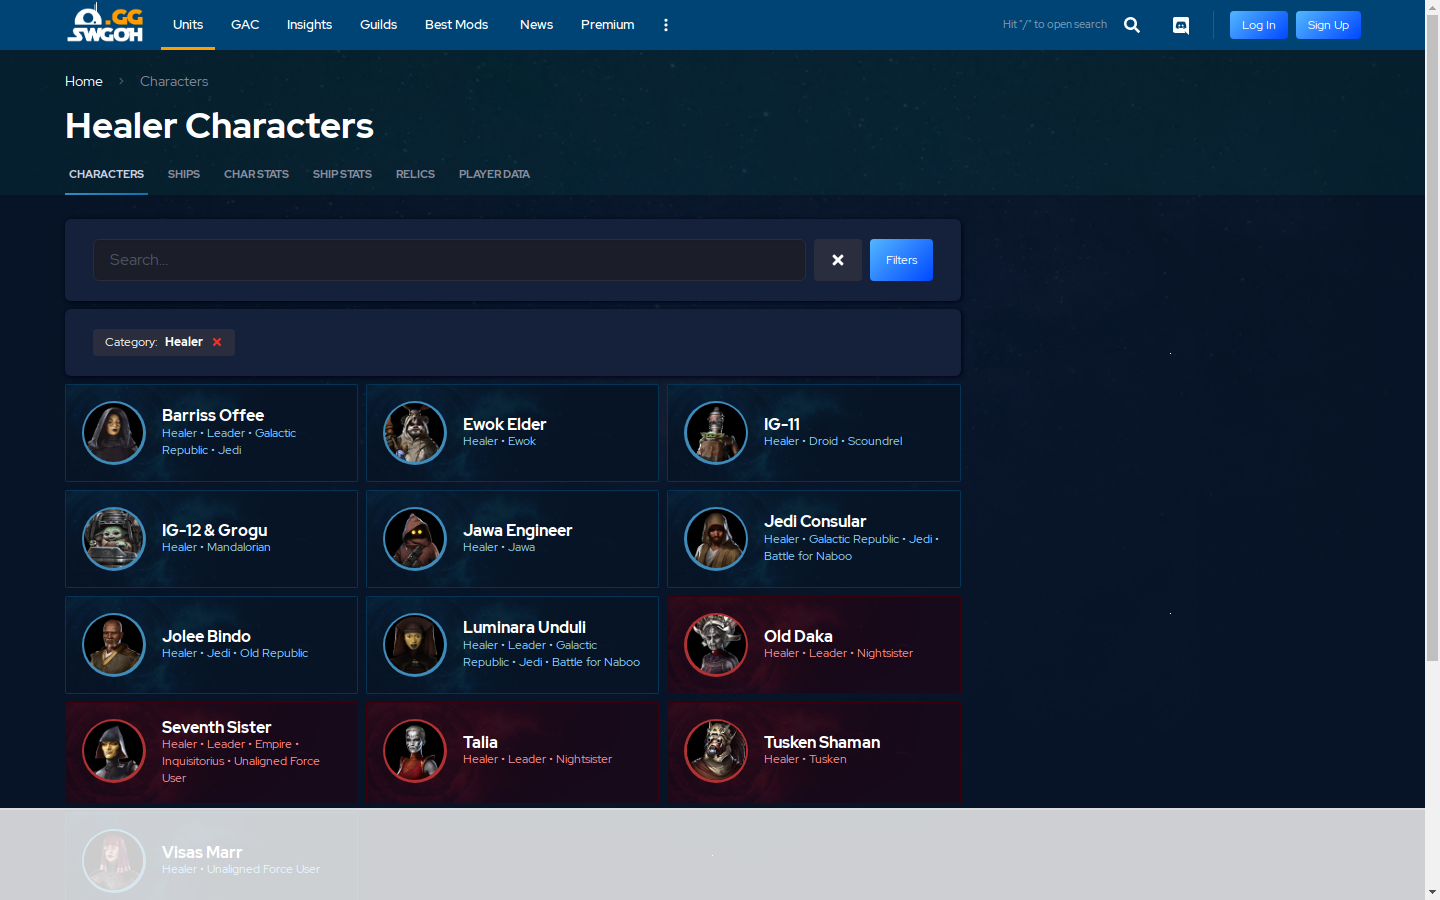 .GG
SWGOH
Units
GAC
Insights
Guilds
Best Mods
News
Premium
Hit "/" to open search
Log In
Sign Up
Home
Characters
Healer Characters
CHARACTERS
SHIPS
CHAR STATS
SHIP STATS
RELICS
PLAYER DATA
Search...
Filters
Category: Healer
Barriss Offee
Healer • Leader • Galactic
Republic • Jedi
Ewok Elder
Healer • Ewok
IG-11
Healer • Droid • Scoundrel
IG-12 & Grogu
Healer • Mandalorian
Jawa Engineer
Healer • Jawa
Jedi Consular
Healer • Galactic Republic • Jedi •
Battle for Naboo
Jolee Bindo
Healer • Jedi • Old Republic
Luminara Unduli
Healer • Leader • Galactic
Republic • Jedi • Battle for Naboo
Old Daka
Healer • Leader • Nightsister
Seventh Sister
Healer • Leader • Empire •
Inquisitorius • Unaligned Force
User
Talia
Healer • Leader • Nightsister
Tusken Shaman
Healer • Tusken
Visas Marr
Healer • Unaligned Force User